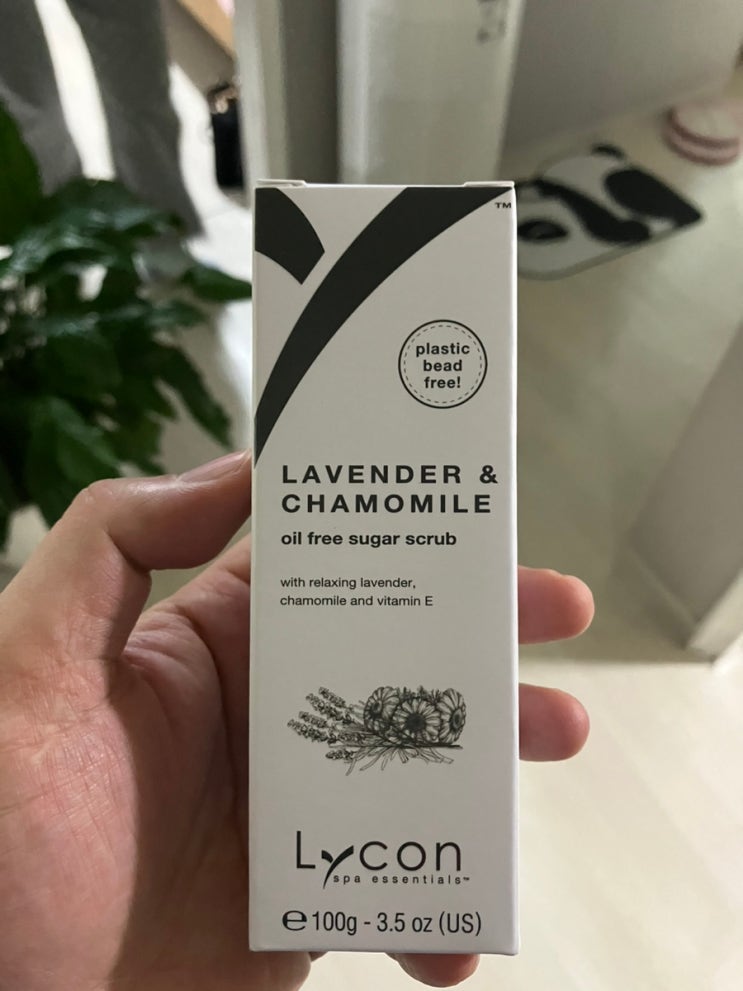 TM
plastic
bead
free!
LAVENDER &
CHAMOMILE
oil free sugar scrub
with relaxing lavender,
chamomile and vitamin E
Lycon
spa essentials™
℮ 100g - 3.5 oz (US)